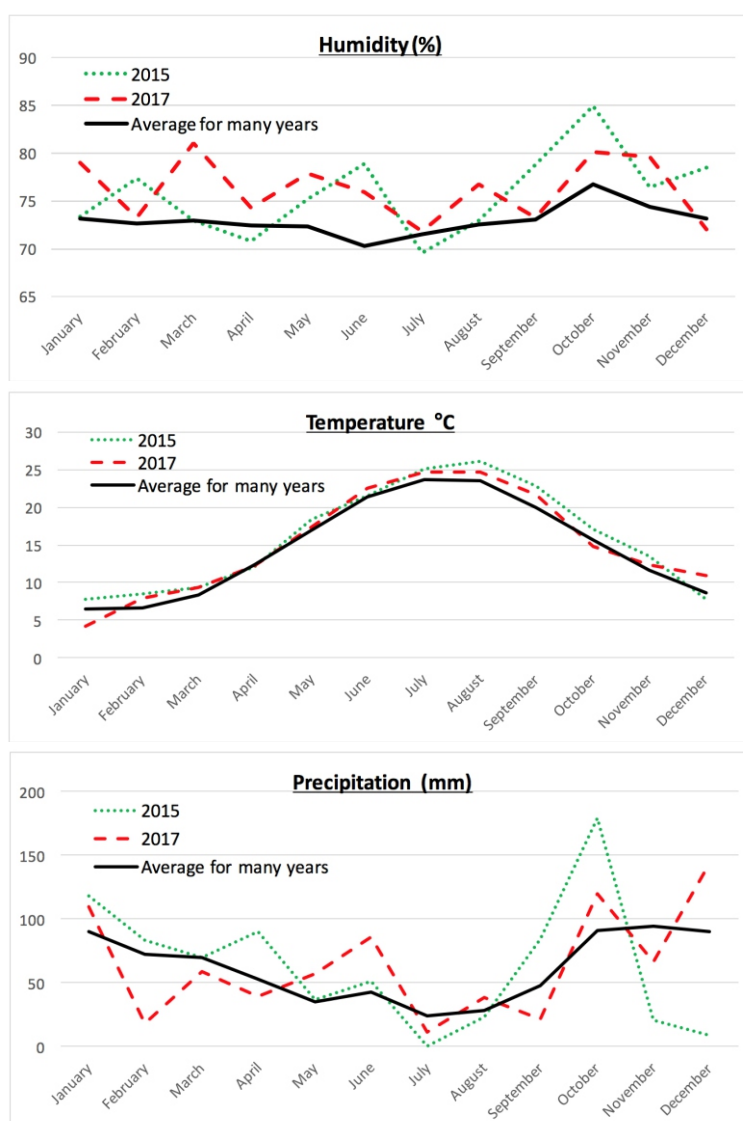 Humidity (%)
90
85
80
75
70
65
2015
2017
Average for many years
January
February
March
April
May
June
July
August
September
October
November
December
Temperature °C
30
25
20
15
10
5
0
2015
2017
Average for many years
January
February
March
April
May
June
July
August
September
October
November
December
Precipitation (mm)
200
150
100
50
0
2015
2017
Average for many years
January
February
March
April
May
June
July
August
September
October
November
December